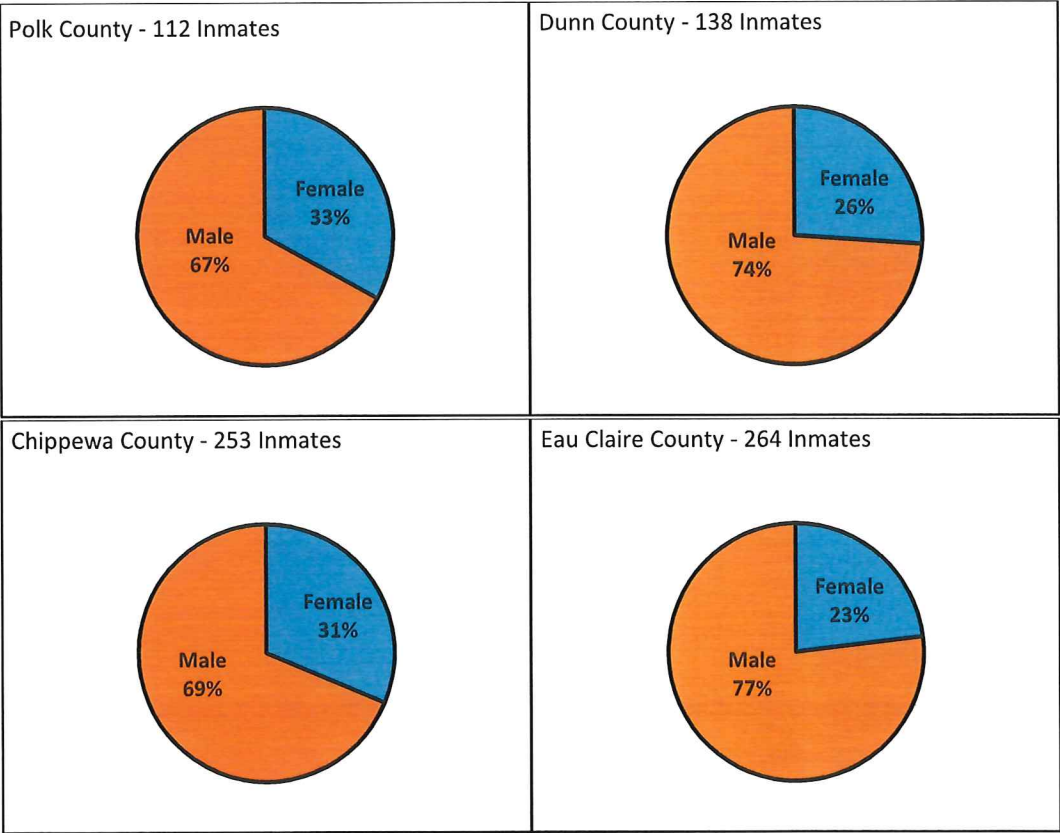 Polk County - 112 Inmates
Female
33%
Male
67%
Dunn County - 138 Inmates
Female
26%
Male
74%
Chippewa County - 253 Inmates
Female
31%
Male
69%
Eau Claire County - 264 Inmates
Female
23%
Male
77%